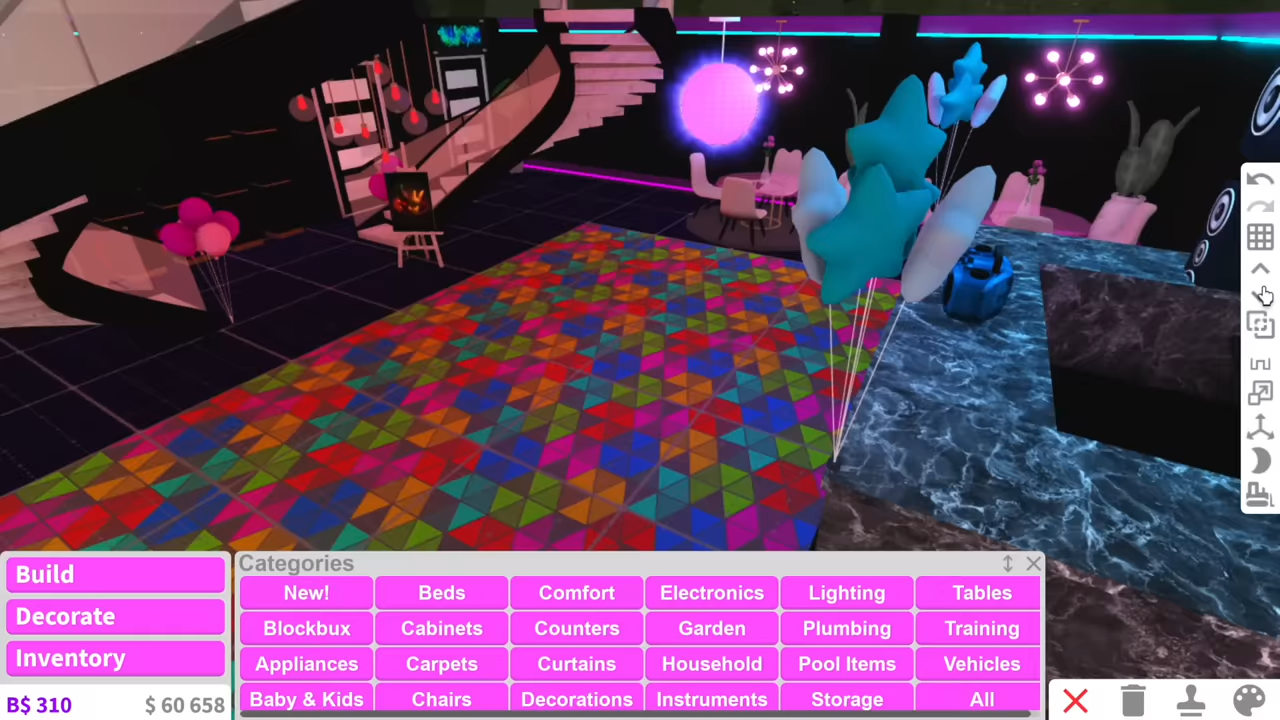 Build
Decorate
Inventory
B$ 310 $ 60 658
Categories
New! Beds Comfort Electronics Lighting Tables
Blockbux Cabinets Counters Garden Plumbing Training
Appliances Carpets Curtains Household Pool Items Vehicles
Baby & Kids Chairs Decorations Instruments Storage All